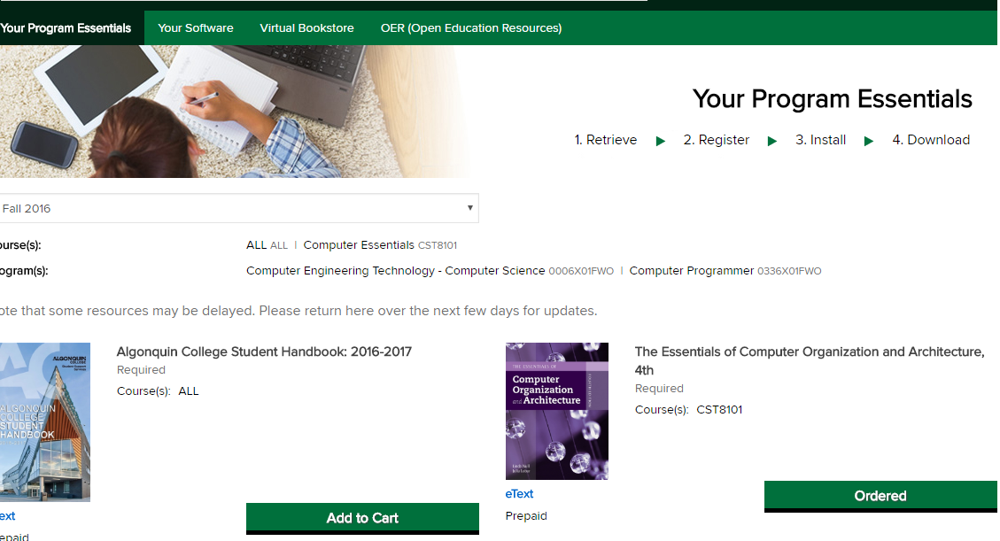 Your Program Essentials Your Software Virtual Bookstore OER (Open Education Resources)
Your Program Essentials
1. Retrieve ▶ 2. Register ▶ 3. Install ▶ 4. Download
Fall 2016
ourse(s): ALL ALL | Computer Essentials CST8101
ogram(s): Computer Engineering Technology - Computer Science 0006X01FWO | Computer Programmer 0336X01FWO
ote that some resources may be delayed. Please return here over the next few days for updates.
ALGONQUIN
COLLEGE
ALGONQUIN
COLLEGE
STUDENT
HANDBOOK
Algonquin College Student Handbook: 2016-2017
Required
Course(s): ALL
ext
epaid
Add to Cart
THE ESSENTIALS OF
Computer
Organization
and Architecture
The Essentials of Computer Organization and Architecture,
4th
Required
Course(s): CST8101
eText
Prepaid
Ordered